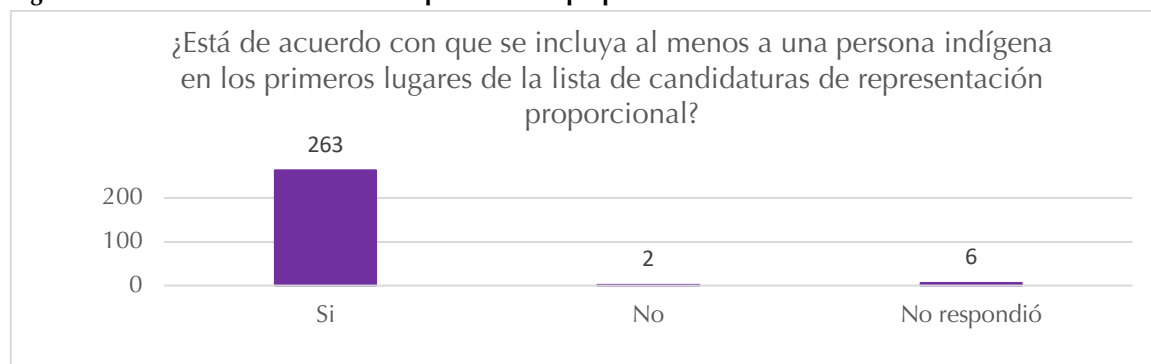 ¿Está de acuerdo con que se incluya al menos a una persona indígena
en los primeros lugares de la lista de candidaturas de representación
proporcional?
263
200
100
2
6
0
Si
No
No respondió